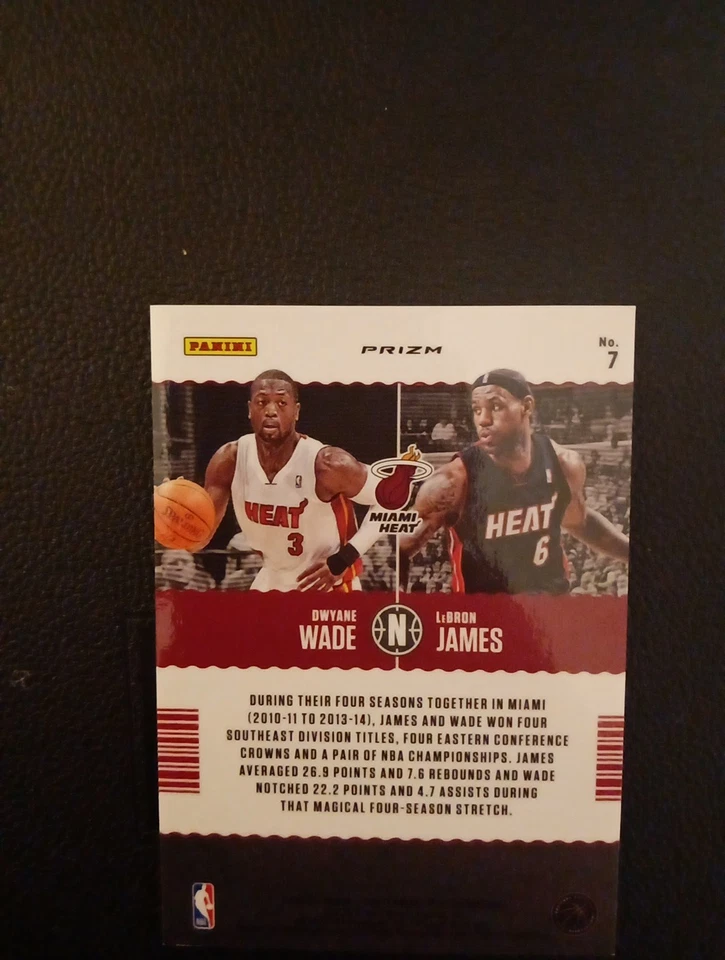 PANINI
PRIZM
No.
7
HEAT
3
MIAMI
HEAT
HEAT
6
DWYANE
WADE
N
LeBRON
JAMES
DURING THEIR FOUR SEASONS TOGETHER IN MIAMI
(2010-11 TO 2013-14), JAMES AND WADE WON FOUR
SOUTHEAST DIVISION TITLES, FOUR EASTERN CONFERENCE
CROWNS AND A PAIR OF NBA CHAMPIONSHIPS. JAMES
AVERAGED 26.9 POINTS AND 7.6 REBOUNDS AND WADE
NOTCHED 22.2 POINTS AND 4.7 ASSISTS DURING
THAT MAGICAL FOUR-SEASON STRETCH.
NBA